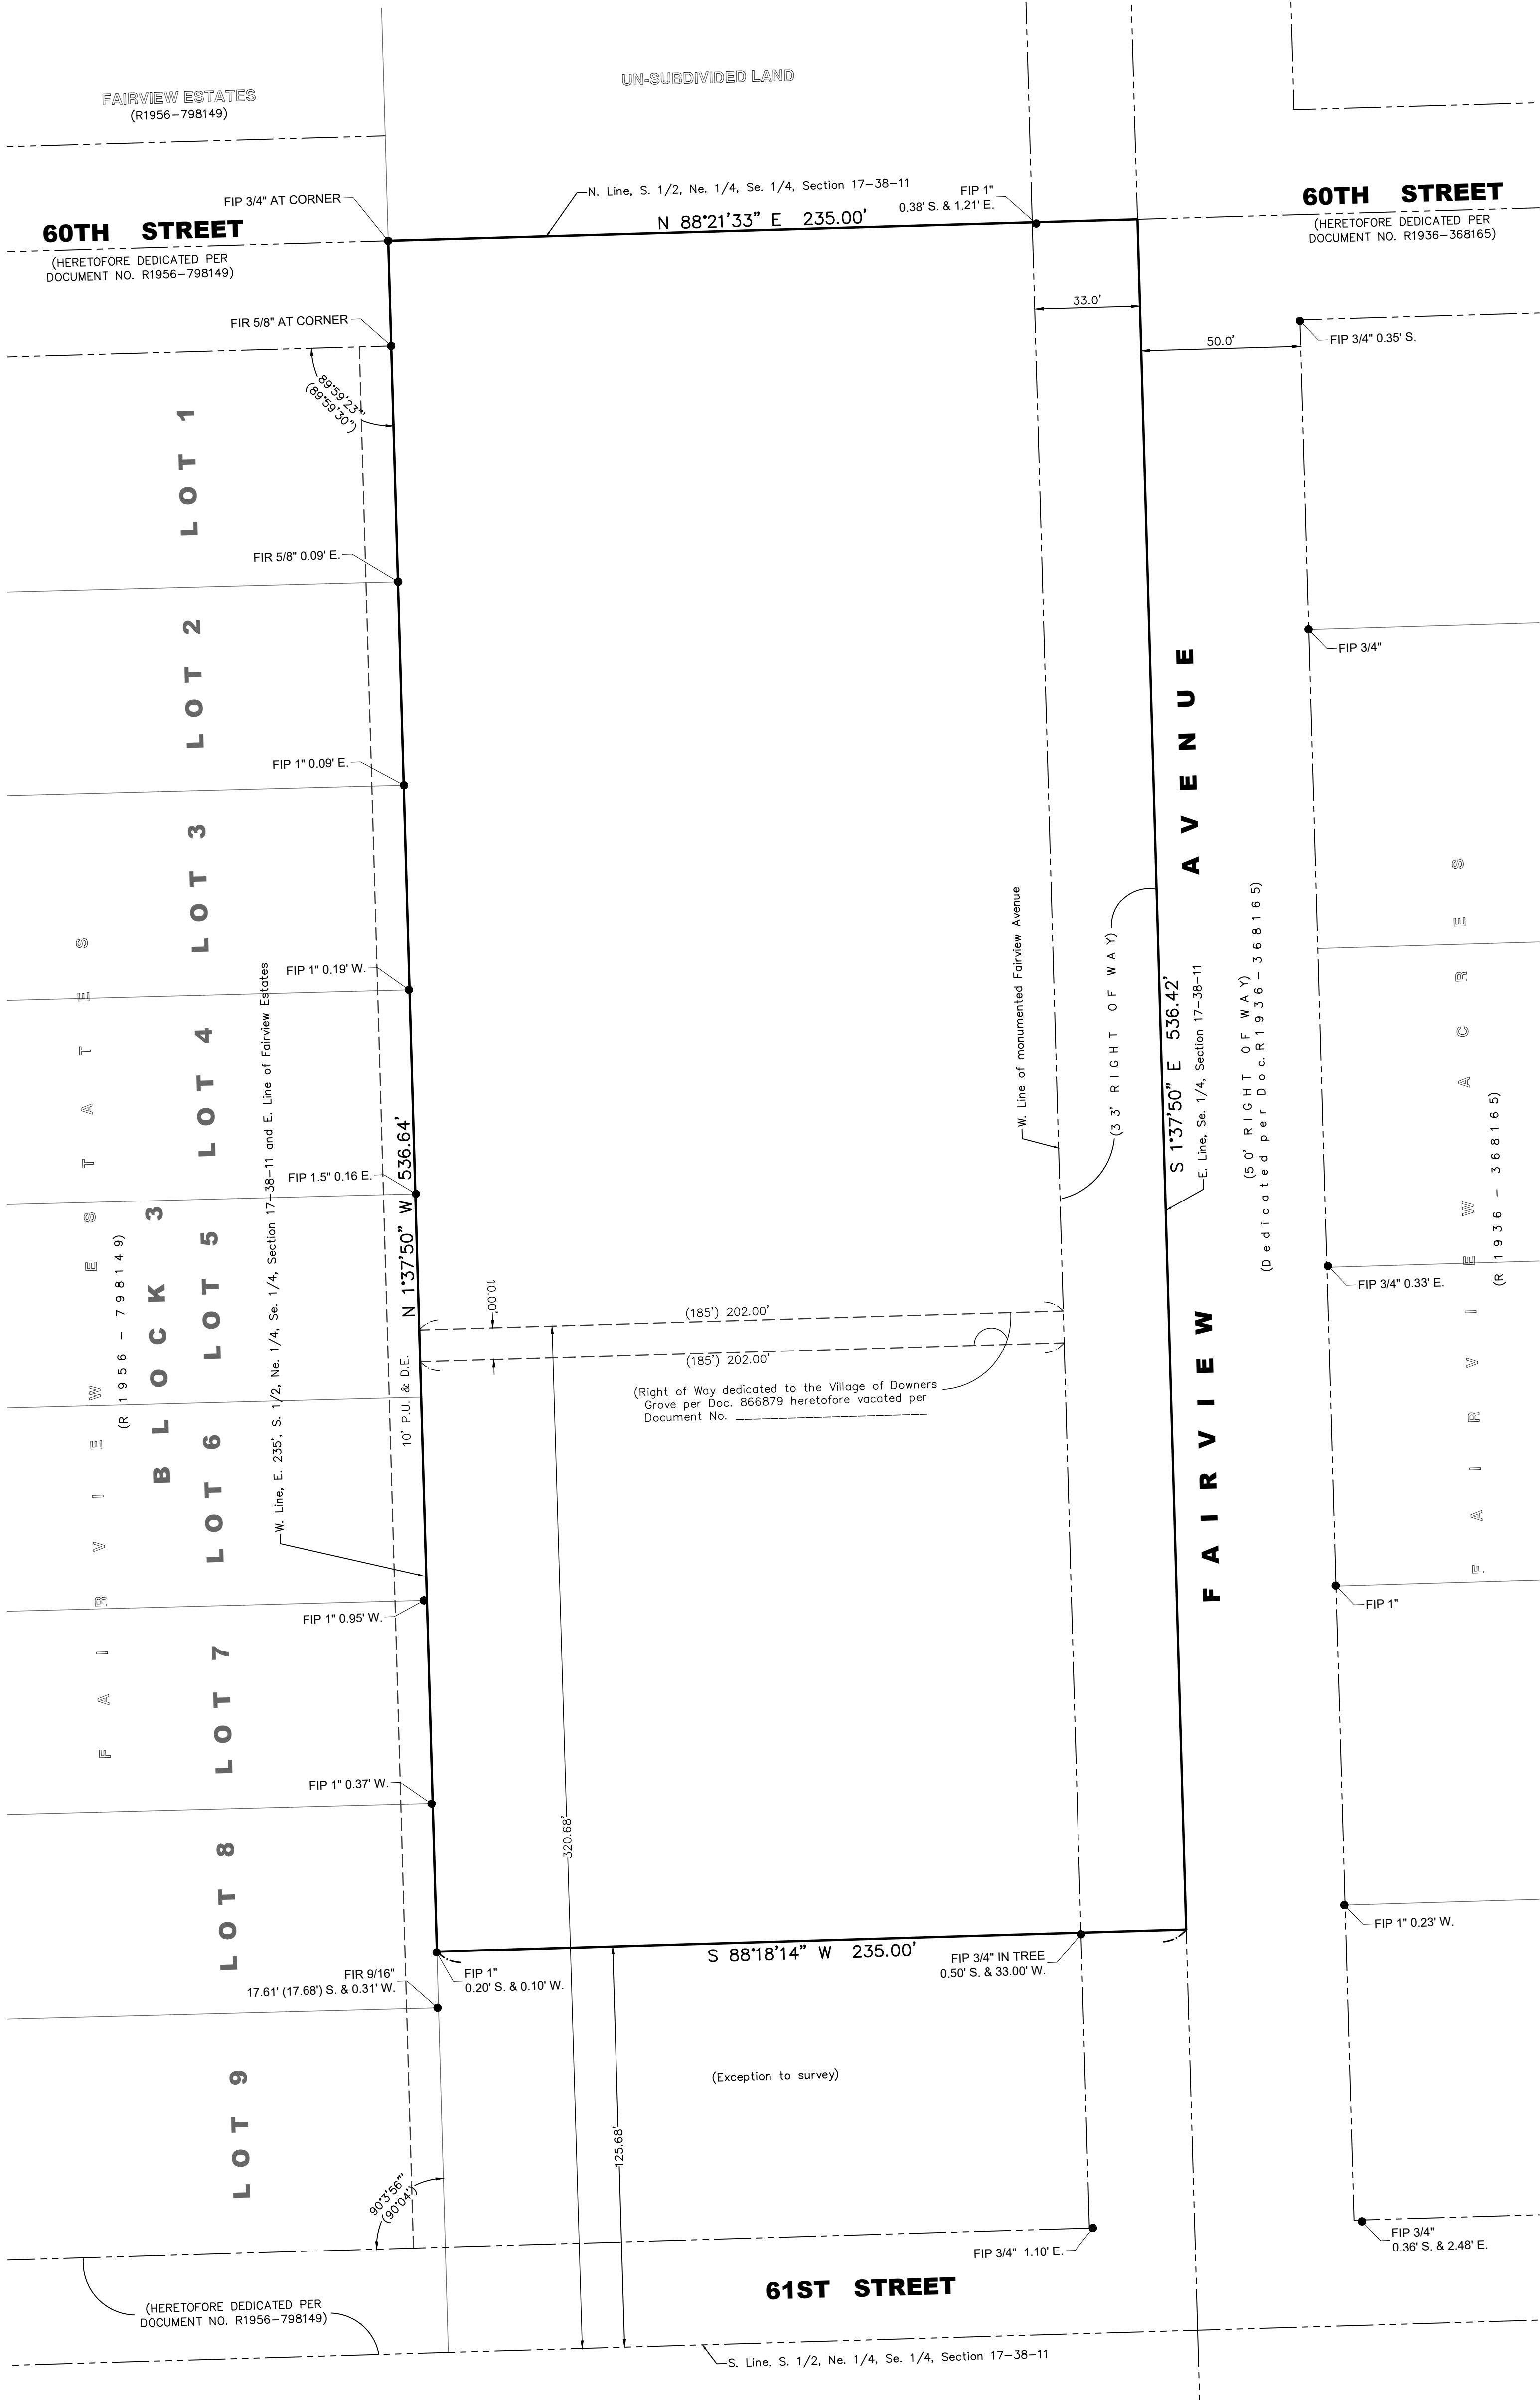 UN-SUBDIVIDED LAND
FAIRVIEW ESTATES
(R1956-798149)
FIP 3/4" AT CORNER
N. Line, S. 1/2, Ne. 1/4, Se. 1/4, Section 17-38-11
FIP 1"
0.38' S. & 1.21' E.
N 88°21'33" E 235.00'
60TH STREET
(HERETOFORE DEDICATED PER
DOCUMENT NO. R1956-798149)
60TH STREET
(HERETOFORE DEDICATED PER
DOCUMENT NO. R1936-368165)
33.0'
50.0'
FIR 5/8" AT CORNER
FIP 3/4" 0.35' S.
89°59'23"
(89°59'30")
LOT 1
FIR 5/8" 0.09' E.
LOT 2
FIP 3/4"
FIP 1" 0.09' E.
LOT 3
FIP 1" 0.19' W.
LOT 4
FIP 1.5" 0.16 E.
LOT 5
BLOCK 3
FAIRVIEW ESTATES
(R 1956 - 798149)
W. Line, E. 235', S. 1/2, Ne. 1/4, Se. 1/4, Section 17-38-11 and E. Line of Fairview Estates
N 1°37'50" W 536.64'
10' P.U. & D.E.
W. Line of monumented Fairview Avenue
(33' RIGHT OF WAY)
S 1°37'50" E 536.42'
E. Line, Se. 1/4, Section 17-38-11
FAIRVIEW AVENUE
(50' RIGHT OF WAY)
(Dedicated per Doc. R1936-368165)
FAIRVIEW ACRES
(R 1936 - 368165)
FIP 3/4" 0.33' E.
10.00'
(185') 202.00'
(185') 202.00'
(Right of Way dedicated to the Village of Downers
Grove per Doc. 866879 heretofore vacated per
Document No. ______________________
LOT 6
FIP 1" 0.95' W.
FIP 1"
LOT 7
FIP 1" 0.37' W.
320.68'
LOT 8
FIP 1" 0.23' W.
S 88°18'14" W 235.00'
FIP 3/4" IN TREE
0.50' S. & 33.00' W.
FIR 9/16"
17.61' (17.68') S. & 0.31' W.
FIP 1"
0.20' S. & 0.10' W.
(Exception to survey)
LOT 9
125.68'
90°3'56"
(90°04')
FIP 3/4" 1.10' E.
FIP 3/4"
0.36' S. & 2.48' E.
61ST STREET
(HERETOFORE DEDICATED PER
DOCUMENT NO. R1956-798149)
S. Line, S. 1/2, Ne. 1/4, Se. 1/4, Section 17-38-11